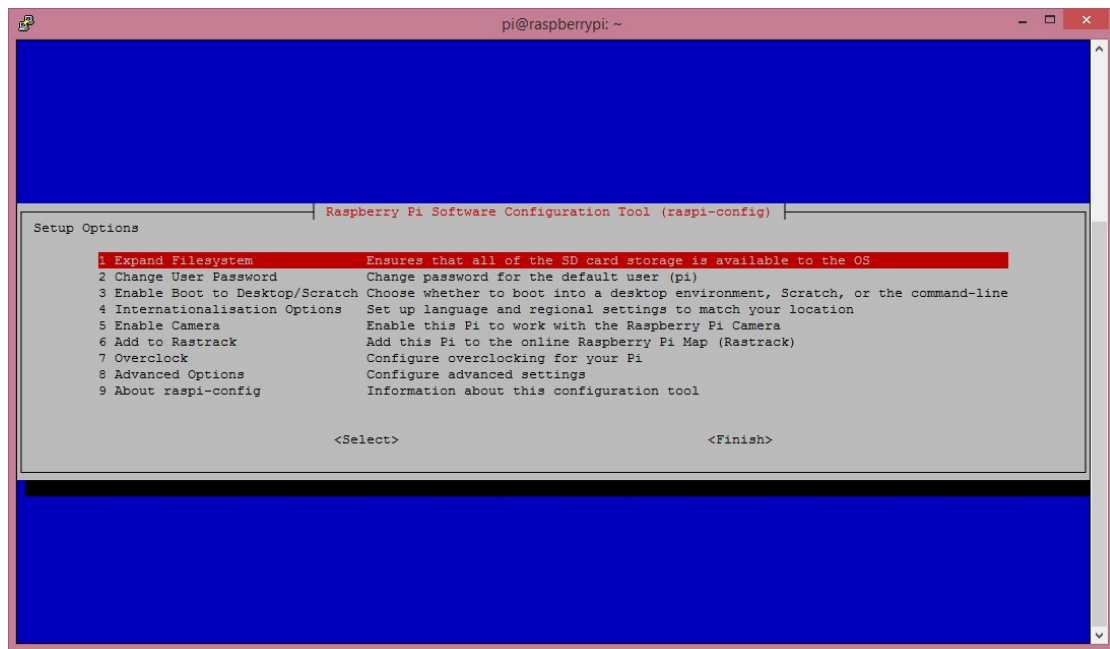 pi@raspberrypi: ~
Raspberry Pi Software Configuration Tool (raspi-config)
Setup Options
1 Expand Filesystem Ensures that all of the SD card storage is available to the OS
2 Change User Password Change password for the default user (pi)
3 Enable Boot to Desktop/Scratch Choose whether to boot into a desktop environment, Scratch, or the command-line
4 Internationalisation Options Set up language and regional settings to match your location
5 Enable Camera Enable this Pi to work with the Raspberry Pi Camera
6 Add to Rastrack Add this Pi to the online Raspberry Pi Map (Rastrack)
7 Overclock Configure overclocking for your Pi
8 Advanced Options Configure advanced settings
9 About raspi-config Information about this configuration tool
<Select> <Finish>